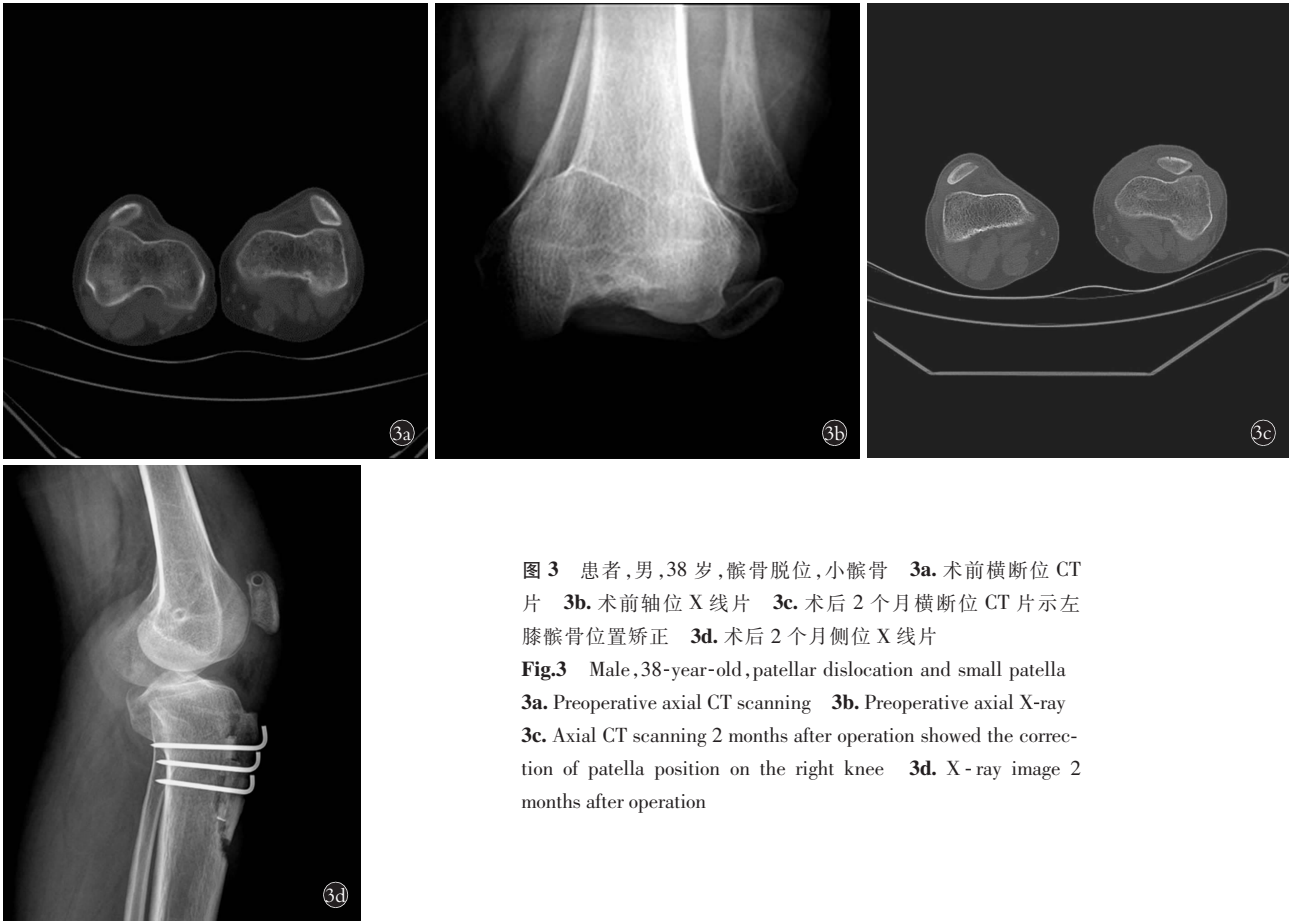 3a
3b
3c
3d
图 3 患者,男,38 岁,髌骨脱位,小髌骨 3a. 术前横断位 CT
片 3b. 术前轴位 X 线片 3c. 术后 2 个月横断位 CT 片示左
膝髌骨位置矫正 3d. 术后 2 个月侧位 X 线片
Fig.3 Male,38-year-old,patellar dislocation and small patella
3a. Preoperative axial CT scanning 3b. Preoperative axial X-ray
3c. Axial CT scanning 2 months after operation showed the correc-
tion of patella position on the right knee 3d. X-ray image 2
months after operation